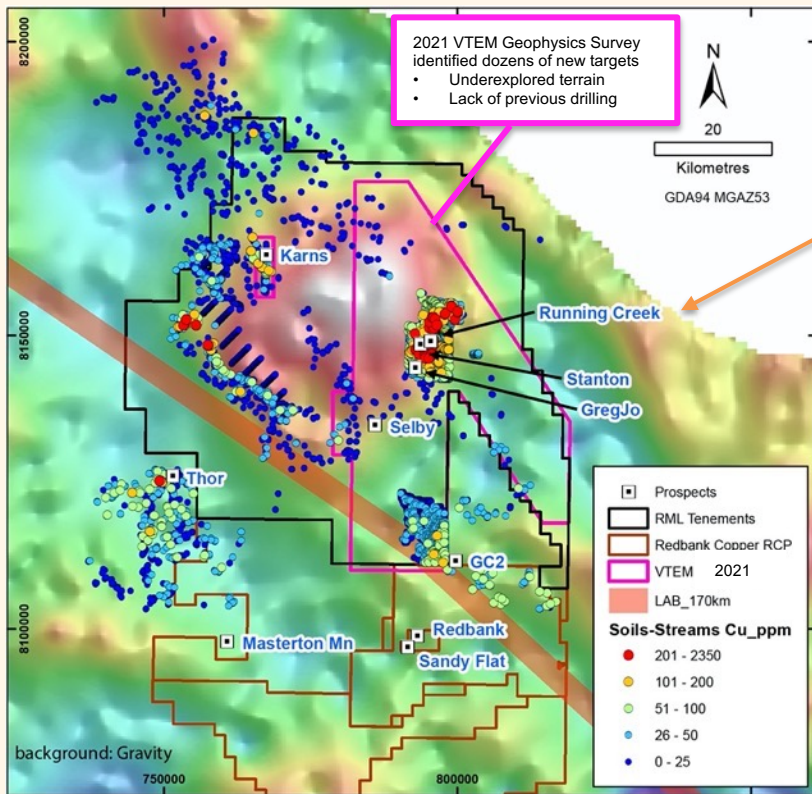 8200000
2021 VTEM Geophysics Survey
identified dozens of new targets
• Underexplored terrain
• Lack of previous drilling
N
20
Kilometres
GDA94 MGAZ53
Karns
8150000
Running Creek
Stanton
GregJo
Selby
Thor
GC2
8100000
Redbank
Masterton Mn
Sandy Flat
Prospects
RML Tenements
Redbank Copper RCP
VTEM 2021
LAB_170km
Soils-Streams Cu_ppm
201 - 2350
101 - 200
51 - 100
26 - 50
0 - 25
background: Gravity
750000
800000